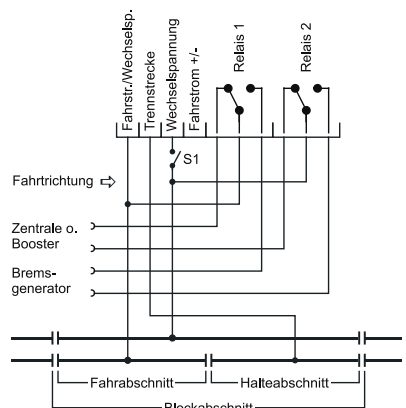 Fahrstr./Wechselsp.
Trennstrecke
Wechselspannung
Fahrstrom +/-
Relais 1
Relais 2
S1
Fahrtrichtung
Zentrale o.
Booster
Brems-
generator
Fahrabschnitt
Halteabschnitt
Blockabschnitt